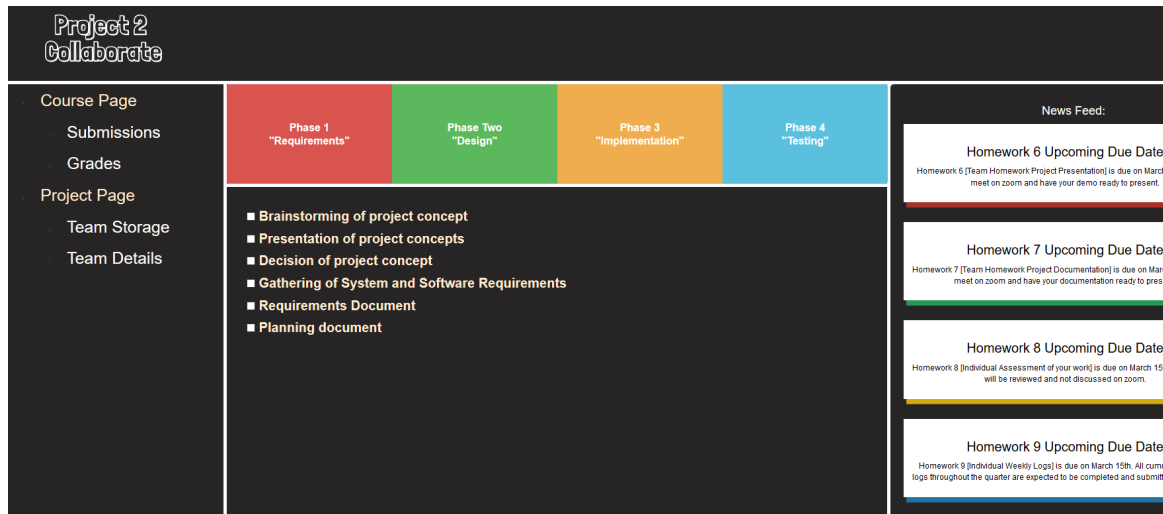 Project 2
Collaborate
Course Page
Submissions
Grades
Project Page
Team Storage
Team Details
Phase 1
"Requirements"
Phase Two
"Design"
Phase 3
"Implementation"
Phase 4
"Testing"
Brainstorming of project concept
Presentation of project concepts
Decision of project concept
Gathering of System and Software Requirements
Requirements Document
Planning document
News Feed:
Homework 6 Upcoming Due Date
Homework 6 [Team Homework Project Presentation] is due on March
meet on zoom and have your demo ready to present.
Homework 7 Upcoming Due Date
Homework 7 [Team Homework Project Documentation] is due on Mar
meet on zoom and have your documentation ready to pres
Homework 8 Upcoming Due Date
Homework 8 [Individual Assessment of your work] is due on March 15
will be reviewed and not discussed on zoom.
Homework 9 Upcoming Due Date
Homework 9 [Individual Weekly Logs] is due on March 15th. All cum
logs throughout the quarter are expected to be completed and submit